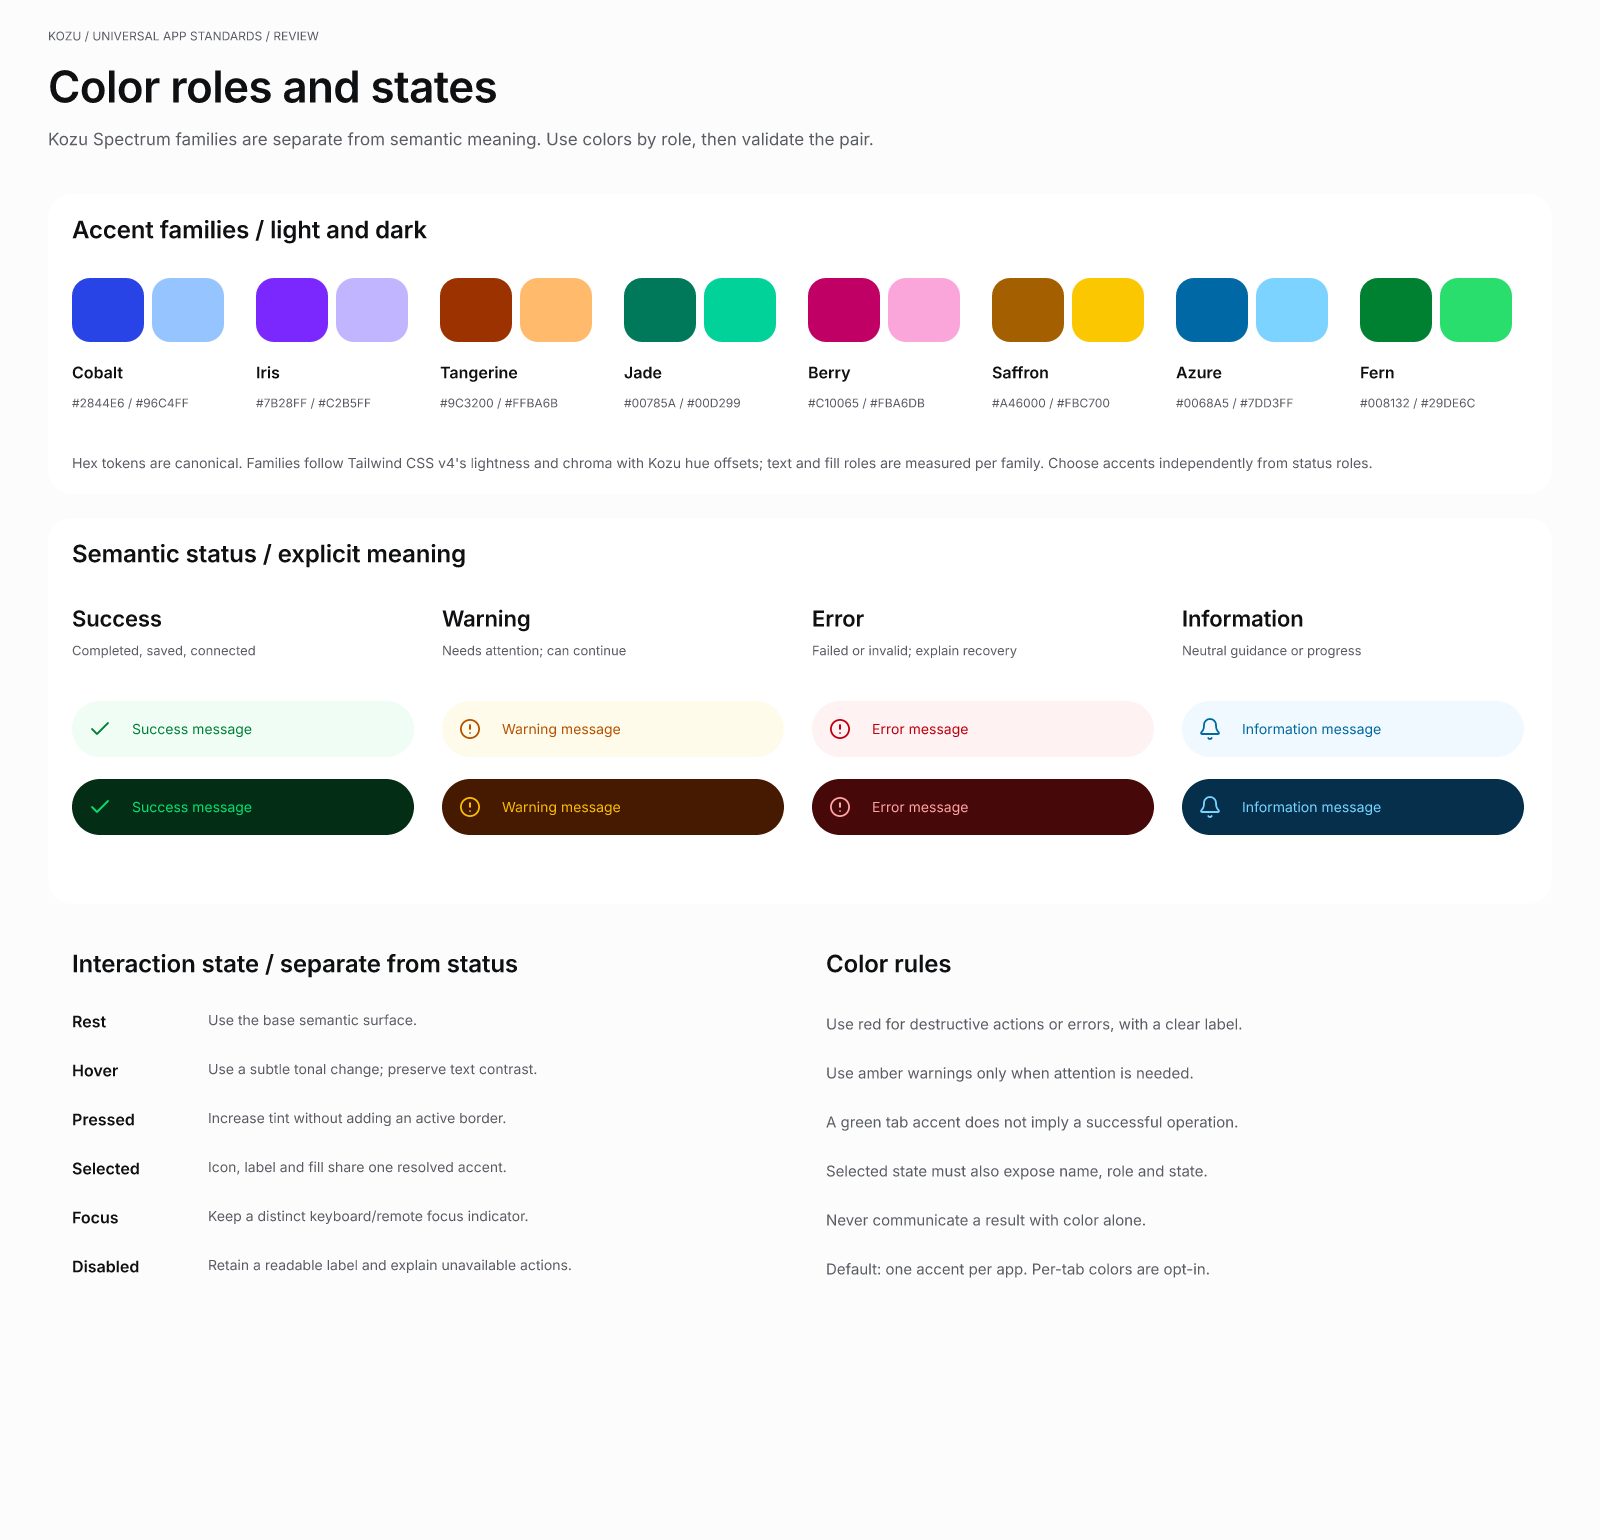 KOZU / UNIVERSAL APP STANDARDS / REVIEW
Color roles and states
Kozu Spectrum families are separate from semantic meaning. Use colors by role, then validate the pair.
Accent families / light and dark
Cobalt
#2844E6 / #96C4FF
Iris
#7B28FF / #C2B5FF
Tangerine
#9C3200 / #FFBA6B
Jade
#00785A / #00D299
Berry
#C10065 / #FBA6DB
Saffron
#A46000 / #FBC700
Azure
#0068A5 / #7DD3FF
Fern
#008132 / #29DE6C
Hex tokens are canonical. Families follow Tailwind CSS v4's lightness and chroma with Kozu hue offsets; text and fill roles are measured per family. Choose accents independently from status roles.
Semantic status / explicit meaning
Success
Completed, saved, connected
Success message
Success message
Warning
Needs attention; can continue
Warning message
Warning message
Error
Failed or invalid; explain recovery
Error message
Error message
Information
Neutral guidance or progress
Information message
Information message
Interaction state / separate from status
Rest
Use the base semantic surface.
Hover
Use a subtle tonal change; preserve text contrast.
Pressed
Increase tint without adding an active border.
Selected
Icon, label and fill share one resolved accent.
Focus
Keep a distinct keyboard/remote focus indicator.
Disabled
Retain a readable label and explain unavailable actions.
Color rules
Use red for destructive actions or errors, with a clear label.
Use amber warnings only when attention is needed.
A green tab accent does not imply a successful operation.
Selected state must also expose name, role and state.
Never communicate a result with color alone.
Default: one accent per app. Per-tab colors are opt-in.